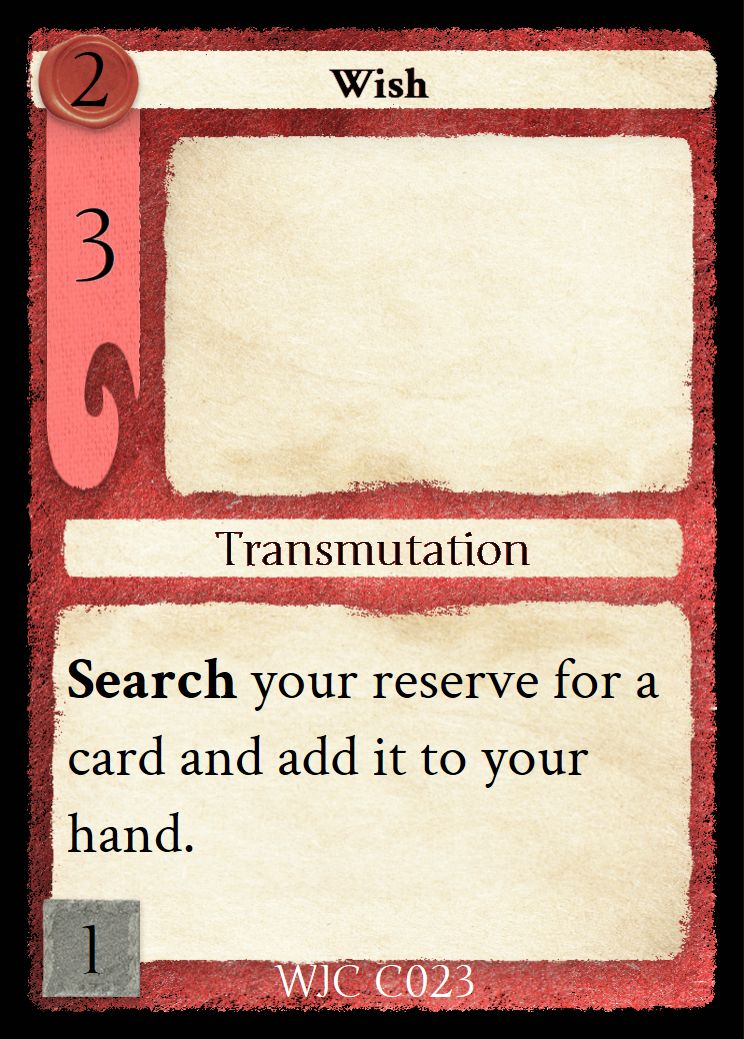 2
Wish
3
Transmutation
Search your reserve for a
card and add it to your
hand.
1
WJC C023